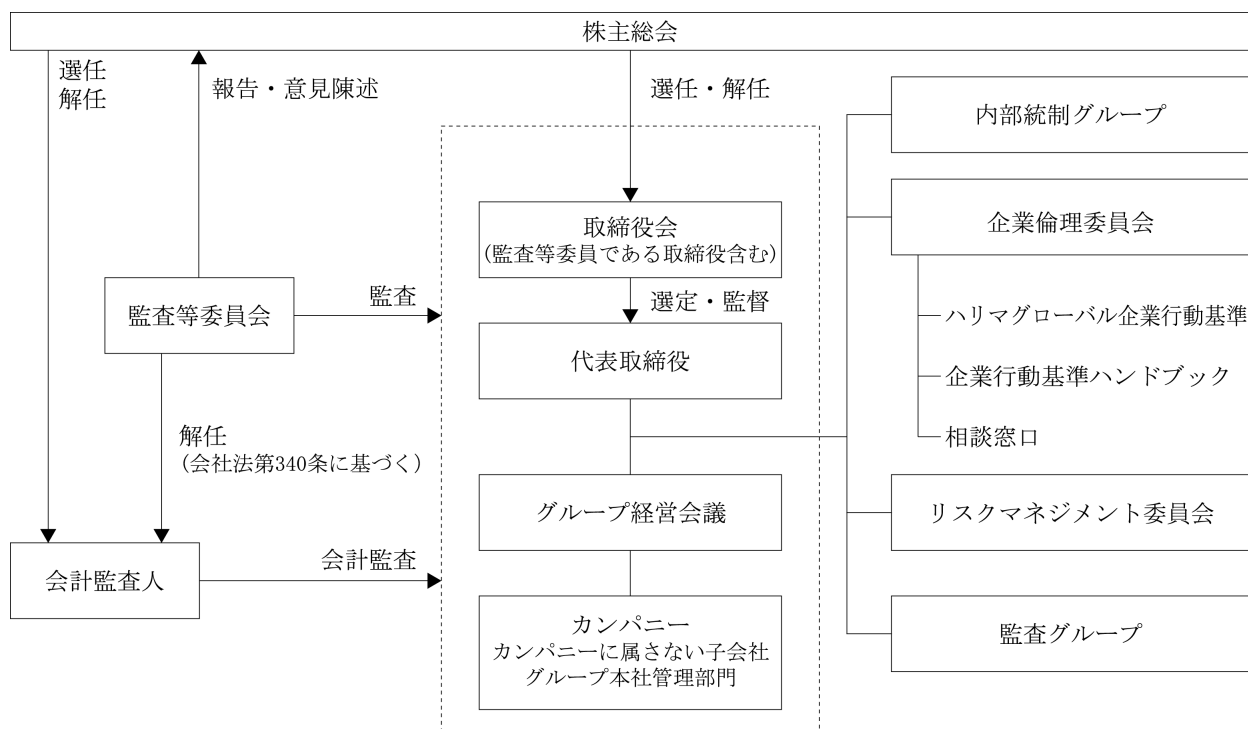 株主総会
選任
解任
報告・意見陳述
選任・解任
内部統制グループ
企業倫理委員会
取締役会
(監査等委員である取締役含む)
監査等委員会
監査
選定・監督
ハリマグローバル企業行動基準
代表取締役
企業行動基準ハンドブック
解任
(会社法第340条に基づく)
相談窓口
グループ経営会議
リスクマネジメント委員会
会計監査人
会計監査
カンパニー
カンパニーに属さない子会社
グループ本社管理部門
監査グループ